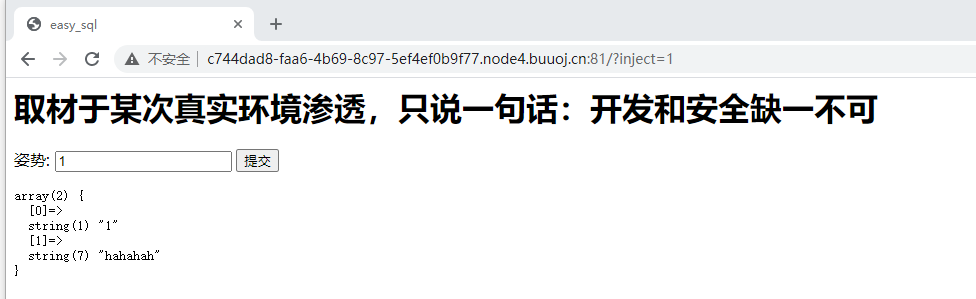 easy_sql
不安全 c744dad8-faa6-4b69-8c97-5ef4ef0b9f77.node4.buuoj.cn:81/?inject=1
取材于某次真实环境渗透，只说一句话：开发和安全缺一不可
姿势: 1 提交
array(2) {
  [0]=>
  string(1) "1"
  [1]=>
  string(7) "hahahah"
}